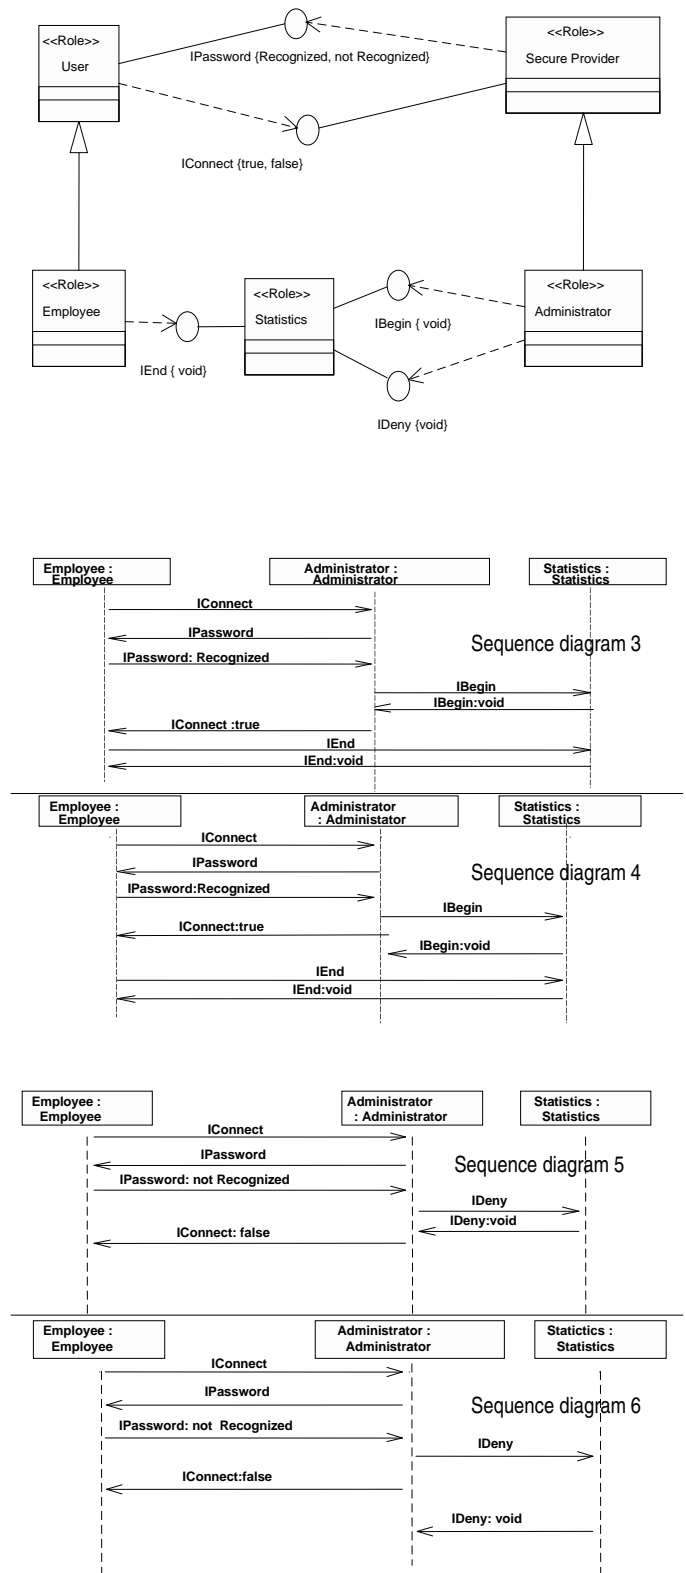 <<Role>>
User
IPassword {Recognized, not Recognized}
<<Role>>
Secure Provider
IConnect {true, false}
<<Role>>
Employee
IEnd { void}
<<Role>>
Statistics
IBegin { void}
IDeny {void}
<<Role>>
Administrator
Employee :
Employee
Administrator :
Administrator
Statistics :
Statistics
IConnect
IPassword
IPassword: Recognized
Sequence diagram 3
IBegin
IBegin:void
IConnect :true
IEnd
IEnd:void
Employee :
Employee
Administrator
: Administator
Statistics :
Statistics
IConnect
IPassword
Sequence diagram 4
IPassword:Recognized
IBegin
IConnect:true
IBegin:void
IEnd
IEnd:void
Employee :
Employee
Administrator
: Administrator
Statistics :
Statistics
IConnect
IPassword
Sequence diagram 5
IPassword: not Recognized
IDeny
IDeny:void
IConnect: false
Employee :
Employee
Administrator :
Administrator
Statictics :
Statistics
IConnect
IPassword
Sequence diagram 6
IPassword: not Recognized
IDeny
IConnect:false
IDeny: void